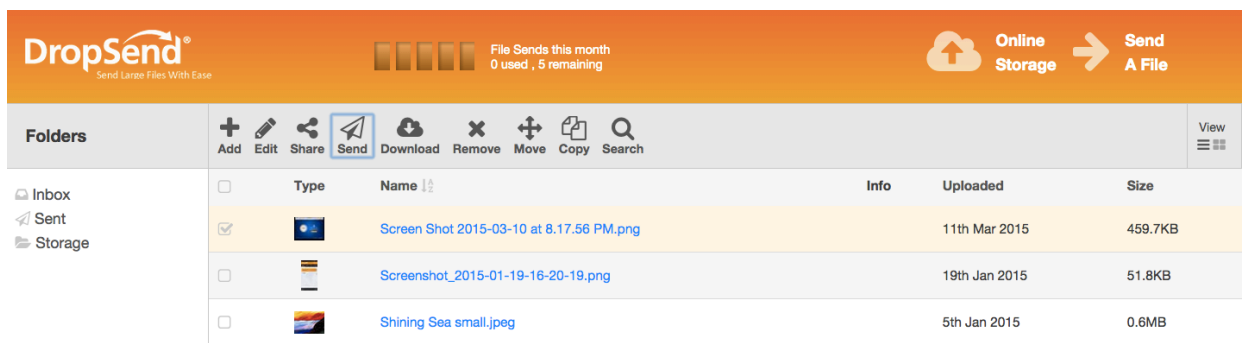 DropSend®
Send Large Files With Ease
File Sends this month
0 used , 5 remaining
Online
Storage
Send
A File
Folders
Add Edit Share Send Download Remove Move Copy Search
View
Inbox
Sent
Storage
Type Name Info Uploaded Size
Screen Shot 2015-03-10 at 8.17.56 PM.png 11th Mar 2015 459.7KB
Screenshot_2015-01-19-16-20-19.png 19th Jan 2015 51.8KB
Shining Sea small.jpeg 5th Jan 2015 0.6MB